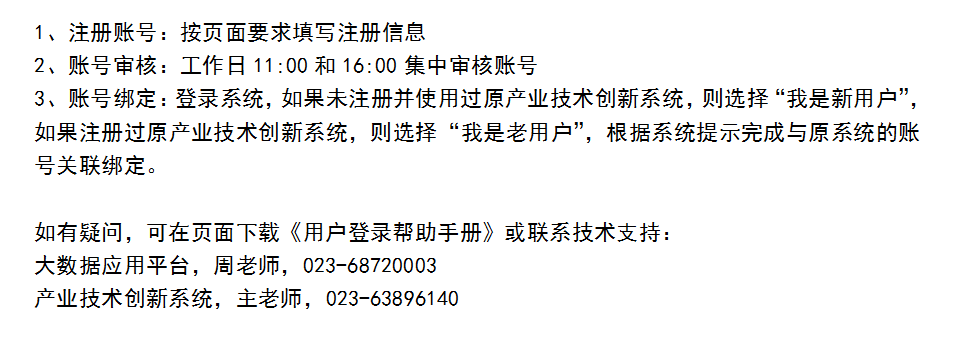 1、注册账号：按页面要求填写注册信息
2、账号审核：工作日 11:00 和 16:00 集中审核账号
3、账号绑定：登录系统，如果未注册并使用过原产业技术创新系统，则选择“我是新用户”，
如果注册过原产业技术创新系统，则选择 “我是老用户”，根据系统提示完成与原系统的账
号关联绑定。
如有疑问，可在页面下载《用户登录帮助手册》或联系技术支持：
大数据应用平台，周老师，023-68720003
产业技术创新系统，主老师，023-63896140